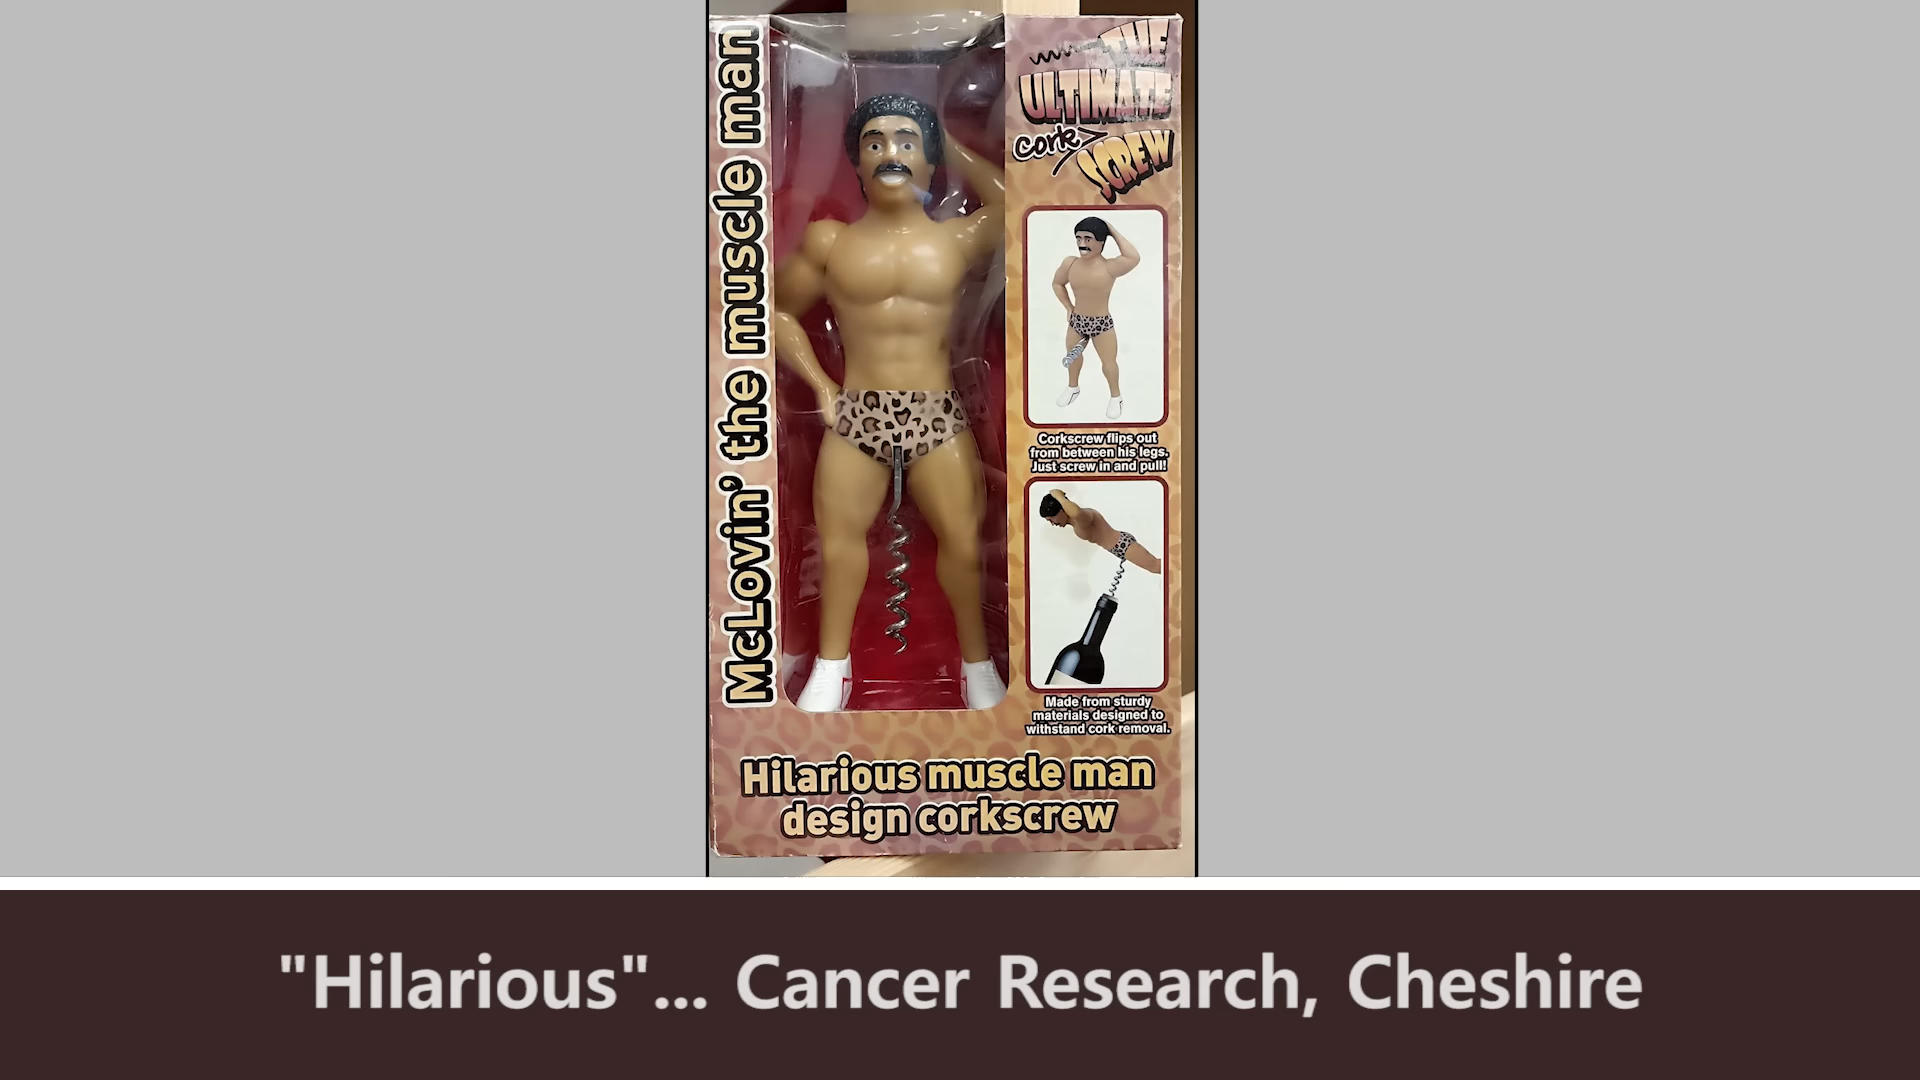 McLovin' the muscle man
THE
ULTIMATE
cork>
SCREW
Corkscrew flips out
from between his legs.
Just screw in and pull!
Made from sturdy
materials designed to
withstand cork removal.
Hilarious muscle man
design corkscrew
"Hilarious"... Cancer Research, Cheshire